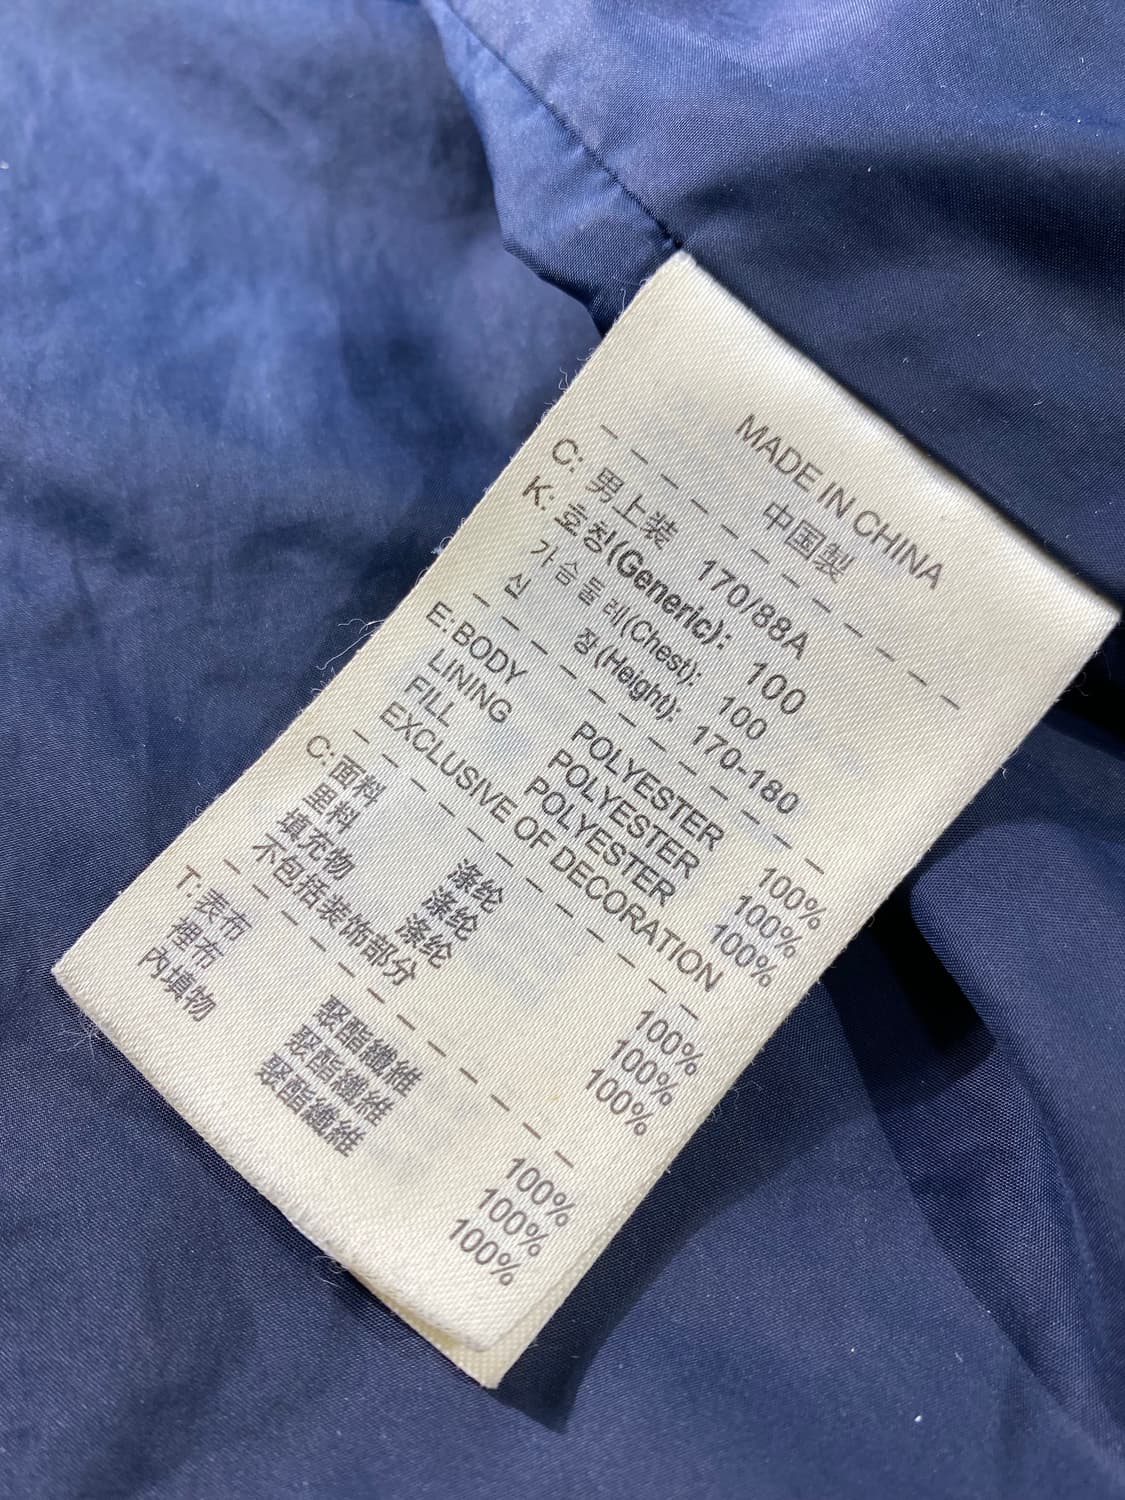 MADE IN CHINA
中国製
C: 男上装 170/88A
K: 호칭(Generic): 100
가슴둘레(Chest): 100
신 장(Height): 170-180
E: BODY POLYESTER 100%
LINING POLYESTER 100%
FILL POLYESTER 100%
EXCLUSIVE OF DECORATION
C: 面料 涤纶 100%
里料 涤纶 100%
填充物 涤纶 100%
不包括装饰部分
T: 表布 聚酯纖維 100%
裡布 聚酯纖維 100%
內填物 聚酯纖維 100%